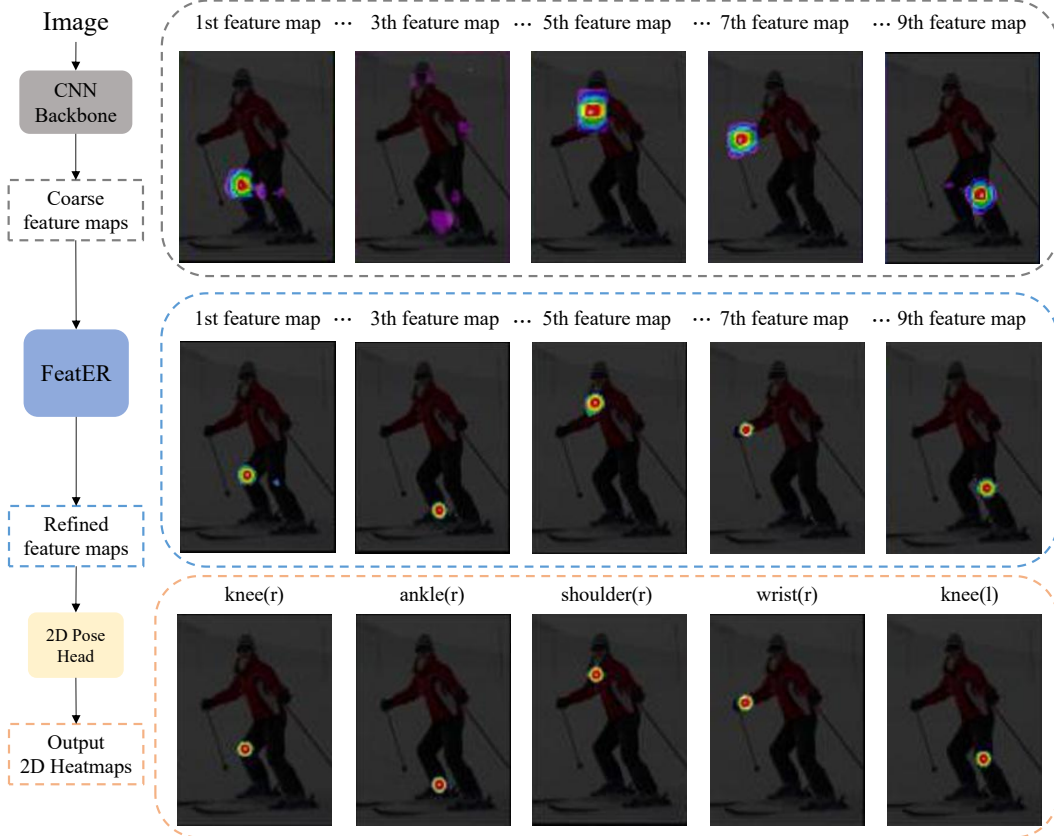 Image
CNN
Backbone
Coarse
feature maps
FeatER
Refined
feature maps
2D Pose
Head
Output
2D Heatmaps
1st feature map ... 3th feature map ... 5th feature map ... 7th feature map ... 9th feature map
1st feature map ... 3th feature map ... 5th feature map ... 7th feature map ... 9th feature map
knee(r) ankle(r) shoulder(r) wrist(r) knee(l)